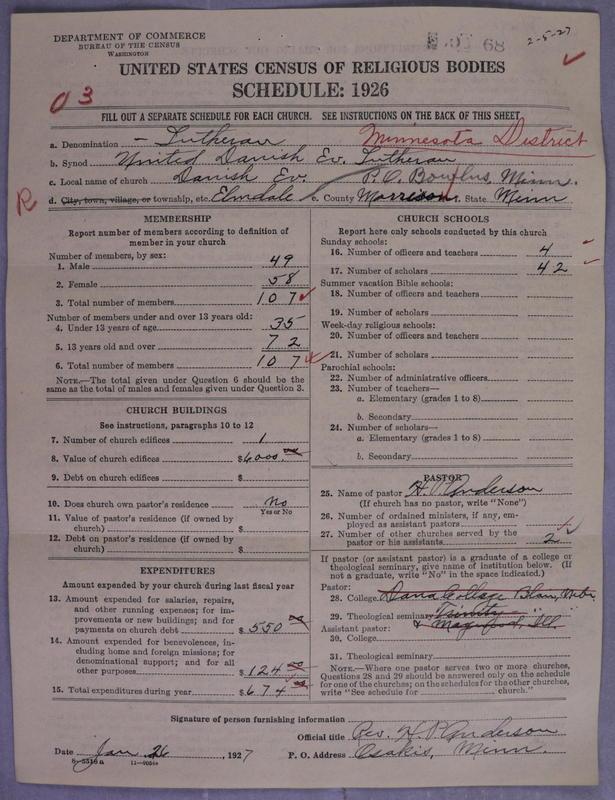 DEPARTMENT OF COMMERCE
BUREAU OF THE CENSUS
WASHINGTON
68
2-5-27
UNITED STATES CENSUS OF RELIGIOUS BODIES
SCHEDULE: 1926
03
FILL OUT A SEPARATE SCHEDULE FOR EACH CHURCH. SEE INSTRUCTIONS ON THE BACK OF THIS SHEET
a. Denomination - Lutheran Minnesota District
b. Synod United Danish Ev. Lutheran
c. Local name of church Danish Ev. P.O. Bowlus, Minn.
R
d. City, town, village, or township, etc. Elmdale e. County Morrison f. State Minn
MEMBERSHIP
Report number of members according to definition of
member in your church
Number of members, by sex:
1. Male 49
2. Female 58
3. Total number of members 107
Number of members under and over 13 years old:
4. Under 13 years of age 35
5. 13 years old and over 72
6. Total number of members 107
NOTE.—The total given under Question 6 should be the
same as the total of males and females given under Question 3.
CHURCH BUILDINGS
See instructions, paragraphs 10 to 12
7. Number of church edifices 1
8. Value of church edifices $6000.00
9. Debt on church edifices $
10. Does church own pastor's residence No
Yes or No
11. Value of pastor's residence (if owned by
church) $
12. Debt on pastor's residence (if owned by
church) $
EXPENDITURES
Amount expended by your church during last fiscal year
13. Amount expended for salaries, repairs,
and other running expenses; for im-
provements or new buildings; and for
payments on church debt $550.00
14. Amount expended for benevolences, in-
cluding home and foreign missions; for
denominational support; and for all
other purposes $124.00
15. Total expenditures during year $674.00
CHURCH SCHOOLS
Report here only schools conducted by this church
Sunday schools:
16. Number of officers and teachers 4
17. Number of scholars 42
Summer vacation Bible schools:
18. Number of officers and teachers
19. Number of scholars
Week-day religious schools:
20. Number of officers and teachers
21. Number of scholars
Parochial schools:
22. Number of administrative officers
23. Number of teachers—
a. Elementary (grades 1 to 8)
b. Secondary
24. Number of scholars—
a. Elementary (grades 1 to 8)
b. Secondary
PASTOR
25. Name of pastor H. P. Anderson
(If church has no pastor, write "None")
26. Number of ordained ministers, if any, em-
ployed as assistant pastors
27. Number of other churches served by the
pastor or his assistants 2
If pastor (or assistant pastor) is a graduate of a college or
theological seminary, give name of institution below. (If
not a graduate, write "No" in the space indicated.)
Pastor:
28. College Dana College Blair, Nebr.
29. Theological seminary Trinity " "
Assistant pastor: & Maywood, Ill.
30. College
31. Theological seminary
NOTE.—Where one pastor serves two or more churches,
Questions 28 and 29 should be answered only on the schedule
for one of the churches; on the schedules for the other churches,
write "See schedule for church."
Signature of person furnishing information
Official title Rev. H. P. Anderson
Date Jan. 26, 1927 P. O. Address Osakis, Minn.
8-5516a